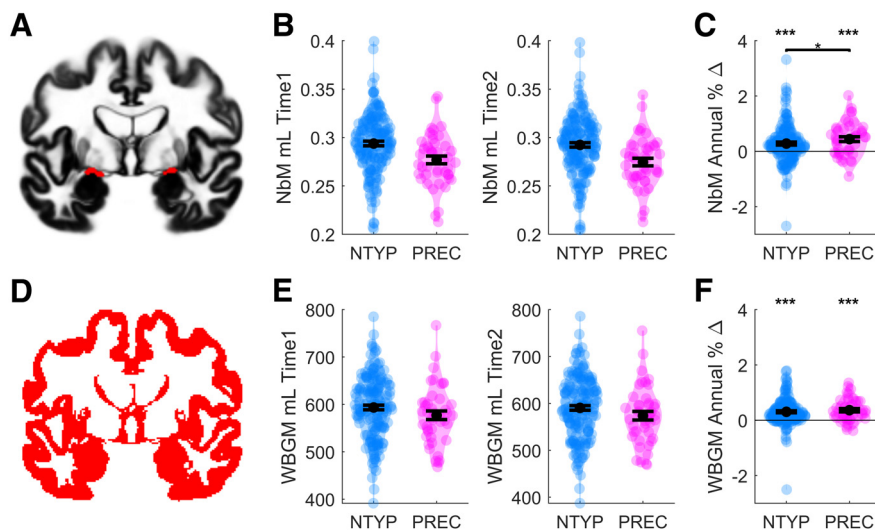 A
B
C
NbM mL Time1
0.4
0.35
0.3
0.25
0.2
NTYP PREC
NbM mL Time2
0.4
0.35
0.3
0.25
0.2
NTYP PREC
NbM Annual % Δ
*** ***
*
4
2
0
-2
NTYP PREC
D
E
F
WBGM mL Time1
800
700
600
500
400
NTYP PREC
WBGM mL Time2
800
700
600
500
400
NTYP PREC
WBGM Annual % Δ
*** ***
4
2
0
-2
NTYP PREC